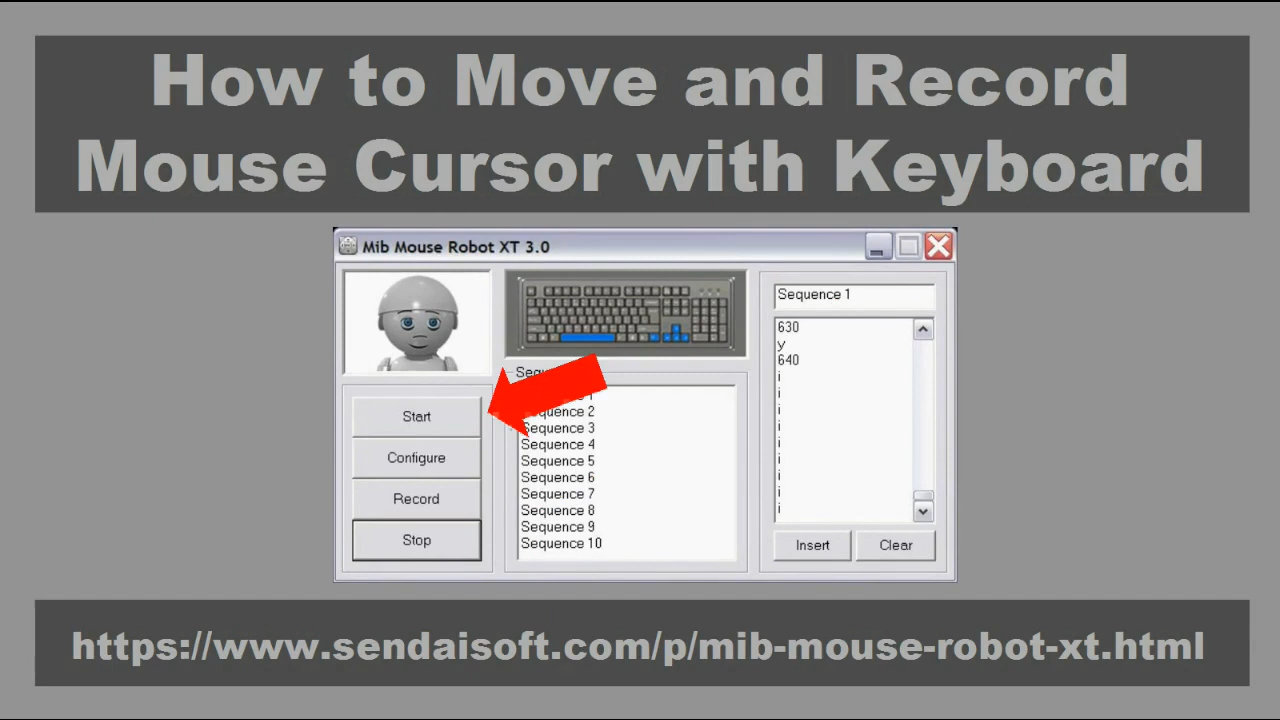 How to Move and Record
Mouse Cursor with Keyboard
Mib Mouse Robot XT 3.0
Start
Configure
Record
Stop
Sequence 2
Sequence 3
Sequence 4
Sequence 5
Sequence 6
Sequence 7
Sequence 8
Sequence 9
Sequence 10
Sequence 1
630
y
640
i
i
i
i
i
i
i
i
i
Insert
Clear
https://www.sendaisoft.com/p/mib-mouse-robot-xt.html